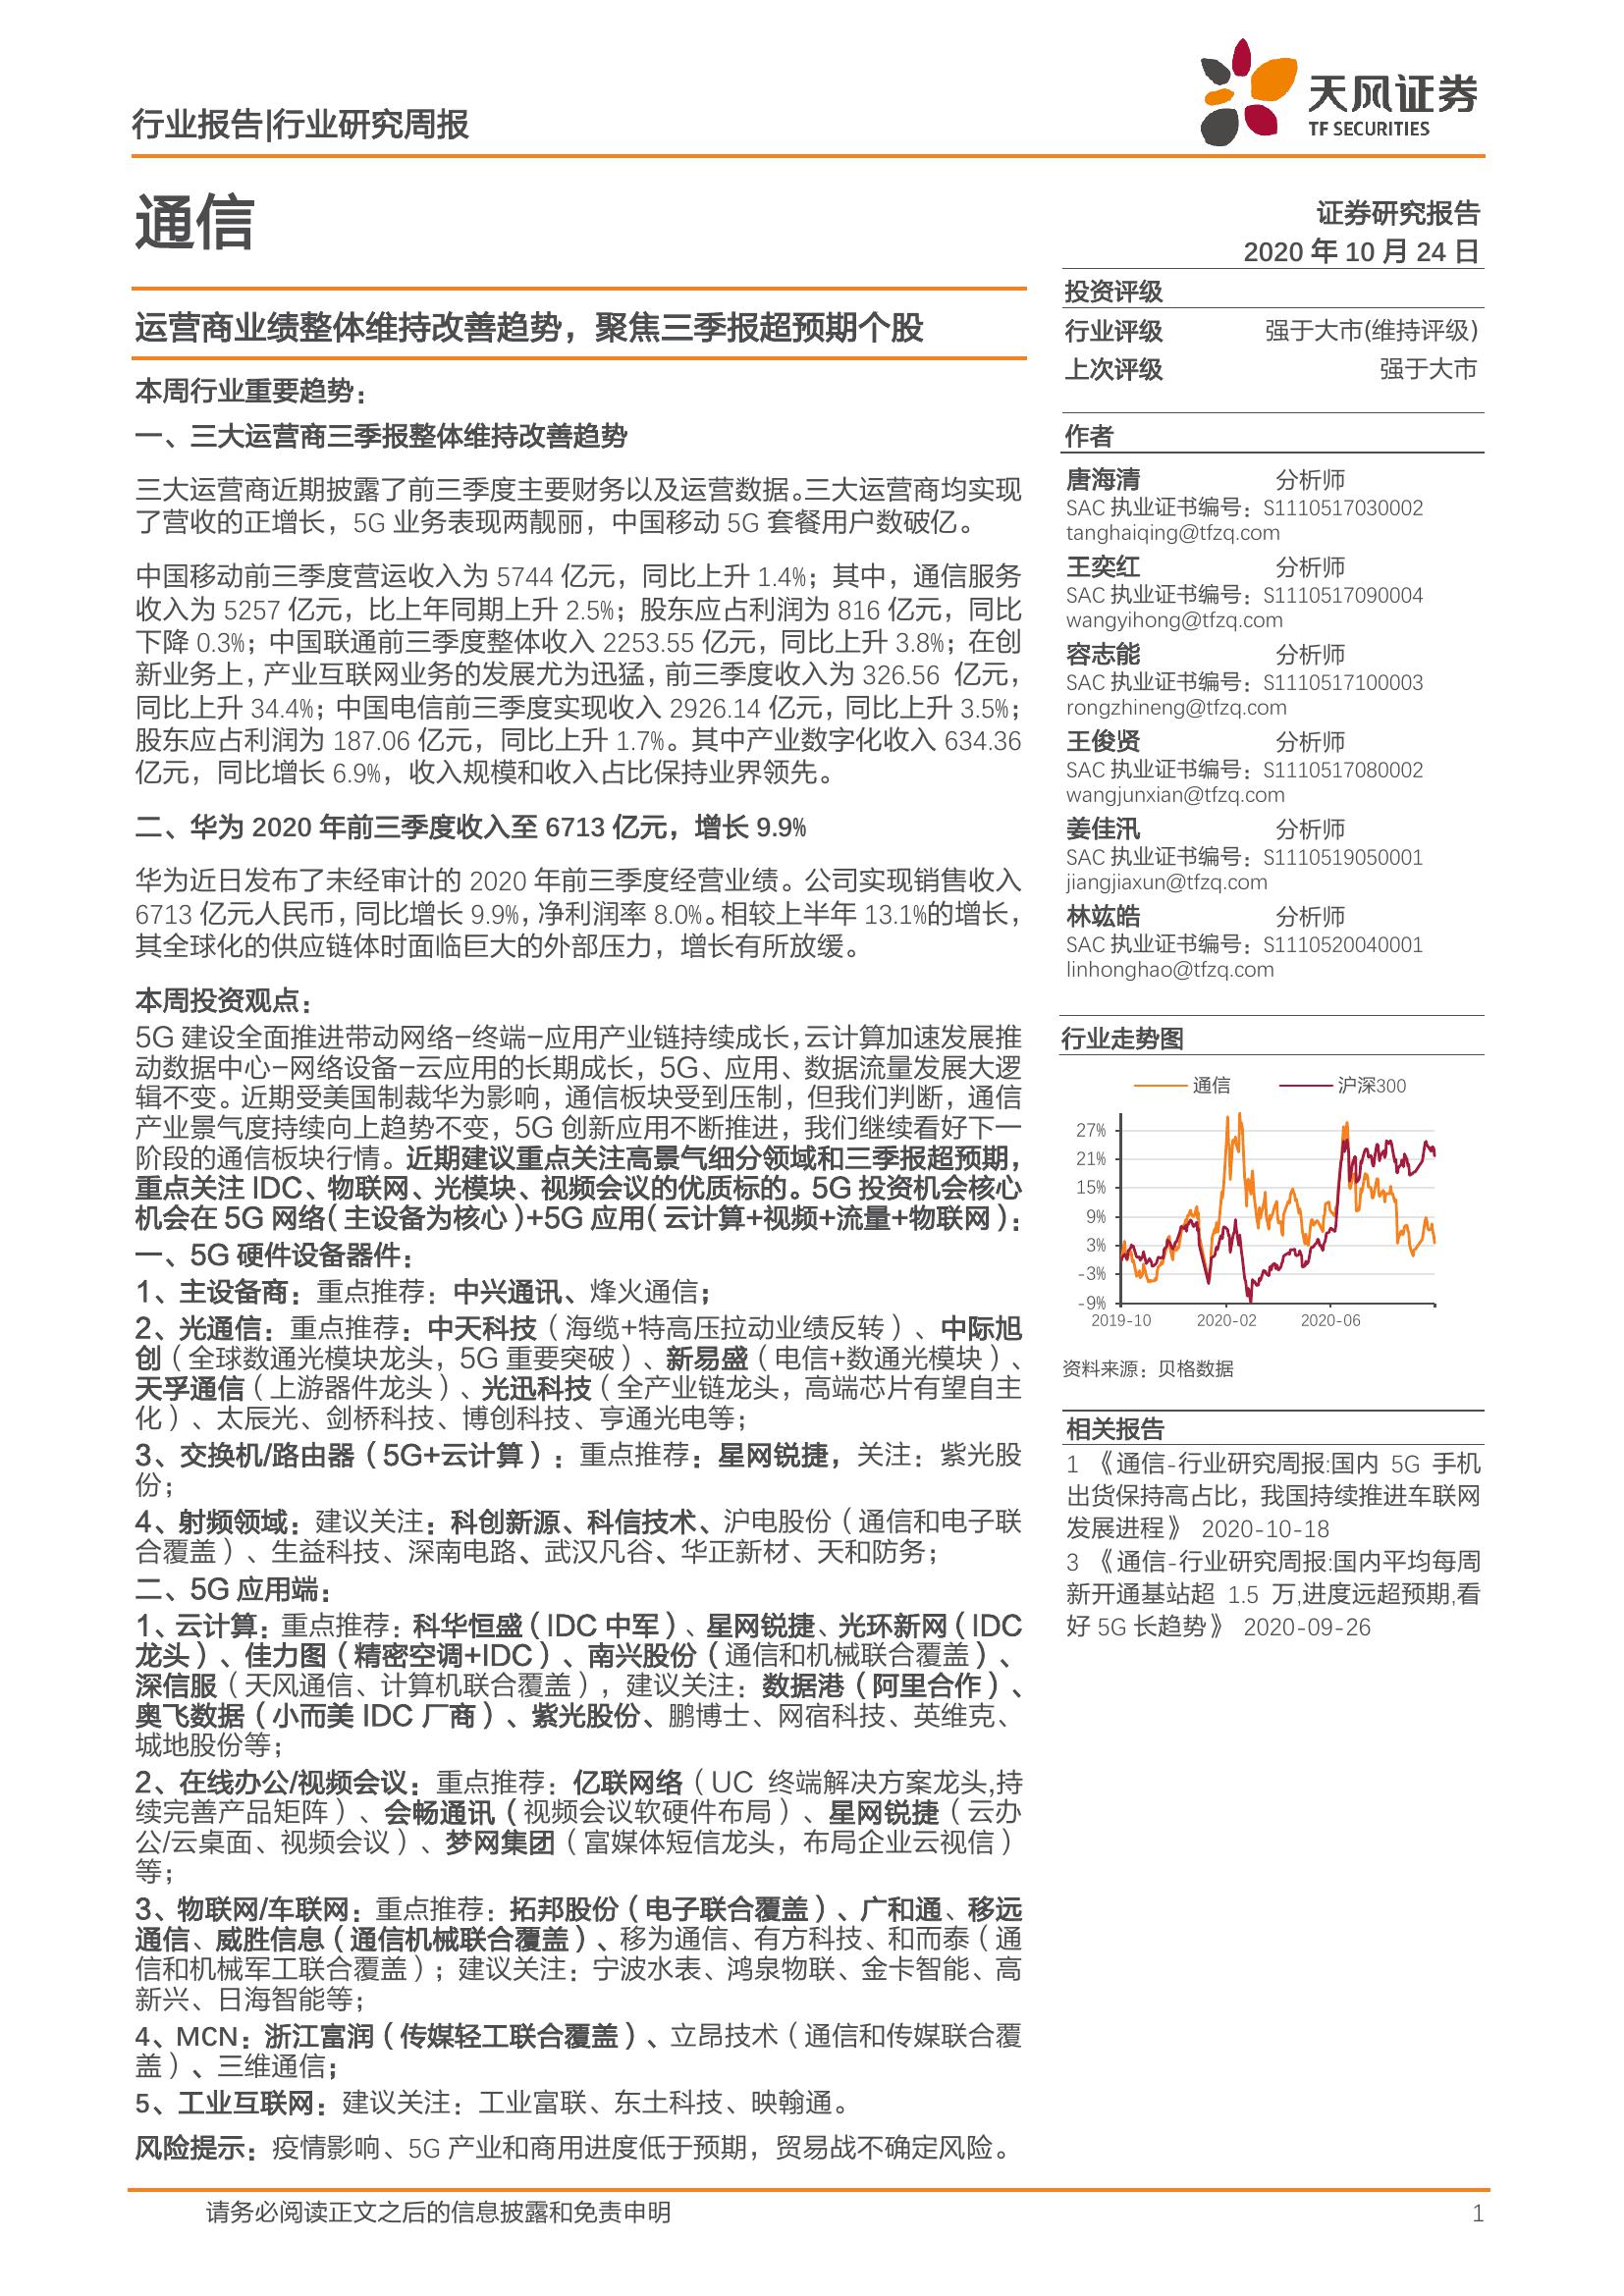 行业报告|行业研究周报
天风证券
TF SECURITIES
通信
证券研究报告
2020 年 10 月 24 日
运营商业绩整体维持改善趋势，聚焦三季报超预期个股
本周行业重要趋势：
一、三大运营商三季报整体维持改善趋势
三大运营商近期披露了前三季度主要财务以及运营数据。三大运营商均实现
了营收的正增长，5G 业务表现两靓丽，中国移动 5G 套餐用户数破亿。
中国移动前三季度营运收入为 5744 亿元，同比上升 1.4%；其中，通信服务
收入为 5257 亿元，比上年同期上升 2.5%；股东应占利润为 816 亿元，同比
下降 0.3%；中国联通前三季度整体收入 2253.55 亿元，同比上升 3.8%；在创
新业务上，产业互联网业务的发展尤为迅猛，前三季度收入为 326.56 亿元，
同比上升 34.4%；中国电信前三季度实现收入 2926.14 亿元，同比上升 3.5%；
股东应占利润为 187.06 亿元，同比上升 1.7%。其中产业数字化收入 634.36
亿元，同比增长 6.9%，收入规模和收入占比保持业界领先。
二、华为 2020 年前三季度收入至 6713 亿元，增长 9.9%
华为近日发布了未经审计的 2020 年前三季度经营业绩。公司实现销售收入
6713 亿元人民币，同比增长 9.9%，净利润率 8.0%。相较上半年 13.1%的增长，
其全球化的供应链体时面临巨大的外部压力，增长有所放缓。
本周投资观点：
5G 建设全面推进带动网络—终端—应用产业链持续成长，云计算加速发展推
动数据中心—网络设备—云应用的长期成长，5G、应用、数据流量发展大逻
辑不变。近期受美国制裁华为影响，通信板块受到压制，但我们判断，通信
产业景气度持续向上趋势不变，5G 创新应用不断推进，我们继续看好下一
阶段的通信板块行情。近期建议重点关注高景气细分领域和三季报超预期，
重点关注 IDC、物联网、光模块、视频会议的优质标的。5G 投资机会核心
机会在 5G 网络（主设备为核心）+5G 应用（云计算+视频+流量+物联网）：
一、5G 硬件设备器件：
1、主设备商：重点推荐：中兴通讯、烽火通信；
2、光通信：重点推荐：中天科技（海缆+特高压拉动业绩反转）、中际旭
创（全球数通光模块龙头，5G 重要突破）、新易盛（电信+数通光模块）、
天孚通信（上游器件龙头）、光迅科技（全产业链龙头，高端芯片有望自主
化）、太辰光、剑桥科技、博创科技、亨通光电等；
3、交换机/路由器（5G+云计算）：重点推荐：星网锐捷，关注：紫光股
份；
4、射频领域：建议关注：科创新源、科信技术、沪电股份（通信和电子联
合覆盖）、生益科技、深南电路、武汉凡谷、华正新材、天和防务；
二、5G 应用端：
1、云计算：重点推荐：科华恒盛（IDC 中军）、星网锐捷、光环新网（IDC
龙头）、佳力图（精密空调+IDC）、南兴股份（通信和机械联合覆盖）、
深信服（天风通信、计算机联合覆盖），建议关注：数据港（阿里合作）、
奥飞数据（小而美 IDC 厂商）、紫光股份、鹏博士、网宿科技、英维克、
城地股份等；
2、在线办公/视频会议：重点推荐：亿联网络（UC 终端解决方案龙头,持
续完善产品矩阵）、会畅通讯（视频会议软硬件布局）、星网锐捷（云办
公/云桌面、视频会议）、梦网集团（富媒体短信龙头，布局企业云视信）
等；
3、物联网/车联网：重点推荐：拓邦股份（电子联合覆盖）、广和通、移远
通信、威胜信息（通信机械联合覆盖）、移为通信、有方科技、和而泰（通
信和机械军工联合覆盖）；建议关注：宁波水表、鸿泉物联、金卡智能、高
新兴、日海智能等；
4、MCN：浙江富润（传媒轻工联合覆盖）、立昂技术（通信和传媒联合覆
盖）、三维通信；
5、工业互联网：建议关注：工业富联、东土科技、映翰通。
风险提示：疫情影响、5G 产业和商用进度低于预期，贸易战不确定风险。
投资评级
行业评级 强于大市(维持评级)
上次评级 强于大市
作者
唐海清 分析师
SAC 执业证书编号：S1110517030002
tanghaiqing@tfzq.com
王奕红 分析师
SAC 执业证书编号：S1110517090004
wangyihong@tfzq.com
容志能 分析师
SAC 执业证书编号：S1110517100003
rongzhineng@tfzq.com
王俊贤 分析师
SAC 执业证书编号：S1110517080002
wangjunxian@tfzq.com
姜佳汛 分析师
SAC 执业证书编号：S1110519050001
jiangjiaxun@tfzq.com
林竑皓 分析师
SAC 执业证书编号：S1110520040001
linhonghao@tfzq.com
行业走势图
通信 沪深300
27%
21%
15%
9%
3%
-3%
-9%
2019-10 2020-02 2020-06
资料来源：贝格数据
相关报告
1 《通信-行业研究周报:国内 5G 手机
出货保持高占比，我国持续推进车联网
发展进程》 2020-10-18
3 《通信-行业研究周报:国内平均每周
新开通基站超 1.5 万,进度远超预期,看
好 5G 长趋势》 2020-09-26
请务必阅读正文之后的信息披露和免责申明 1